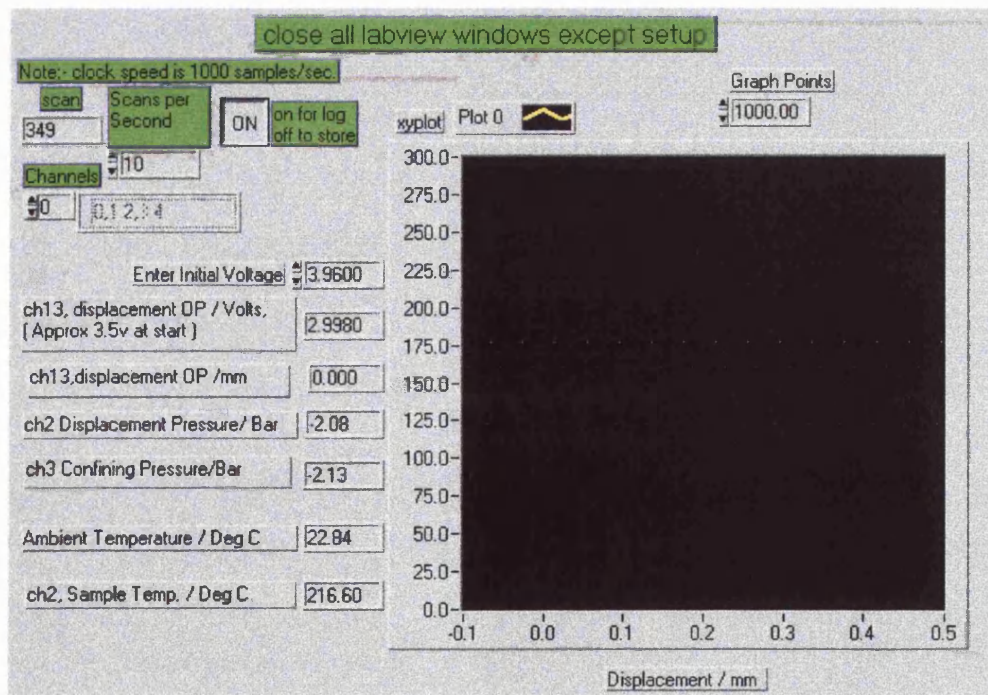 close all labview windows except setup
Note:- clock speed is 1000 samples/sec.
scan
349
Scans per
Second
10
ON
on for log
off to store
Channels
0
0,1 2,3 4
Enter Initial Voltage
3.9600
ch13, displacement OP / Volts,
( Approx 3.5v at start )
2.9980
ch13,displacement OP /mm
0.000
ch2 Displacement Pressure/ Bar
-2.08
ch3 Confining Pressure/Bar
-2.13
Ambient Temperature / Deg C
22.84
ch2, Sample Temp. / Deg C
216.60
Graph Points
1000.00
xyplot
Plot 0
300.0
275.0
250.0
225.0
200.0
175.0
150.0
125.0
100.0
75.0
50.0
25.0
0.0
-0.1 0.0 0.1 0.2 0.3 0.4 0.5
Displacement / mm